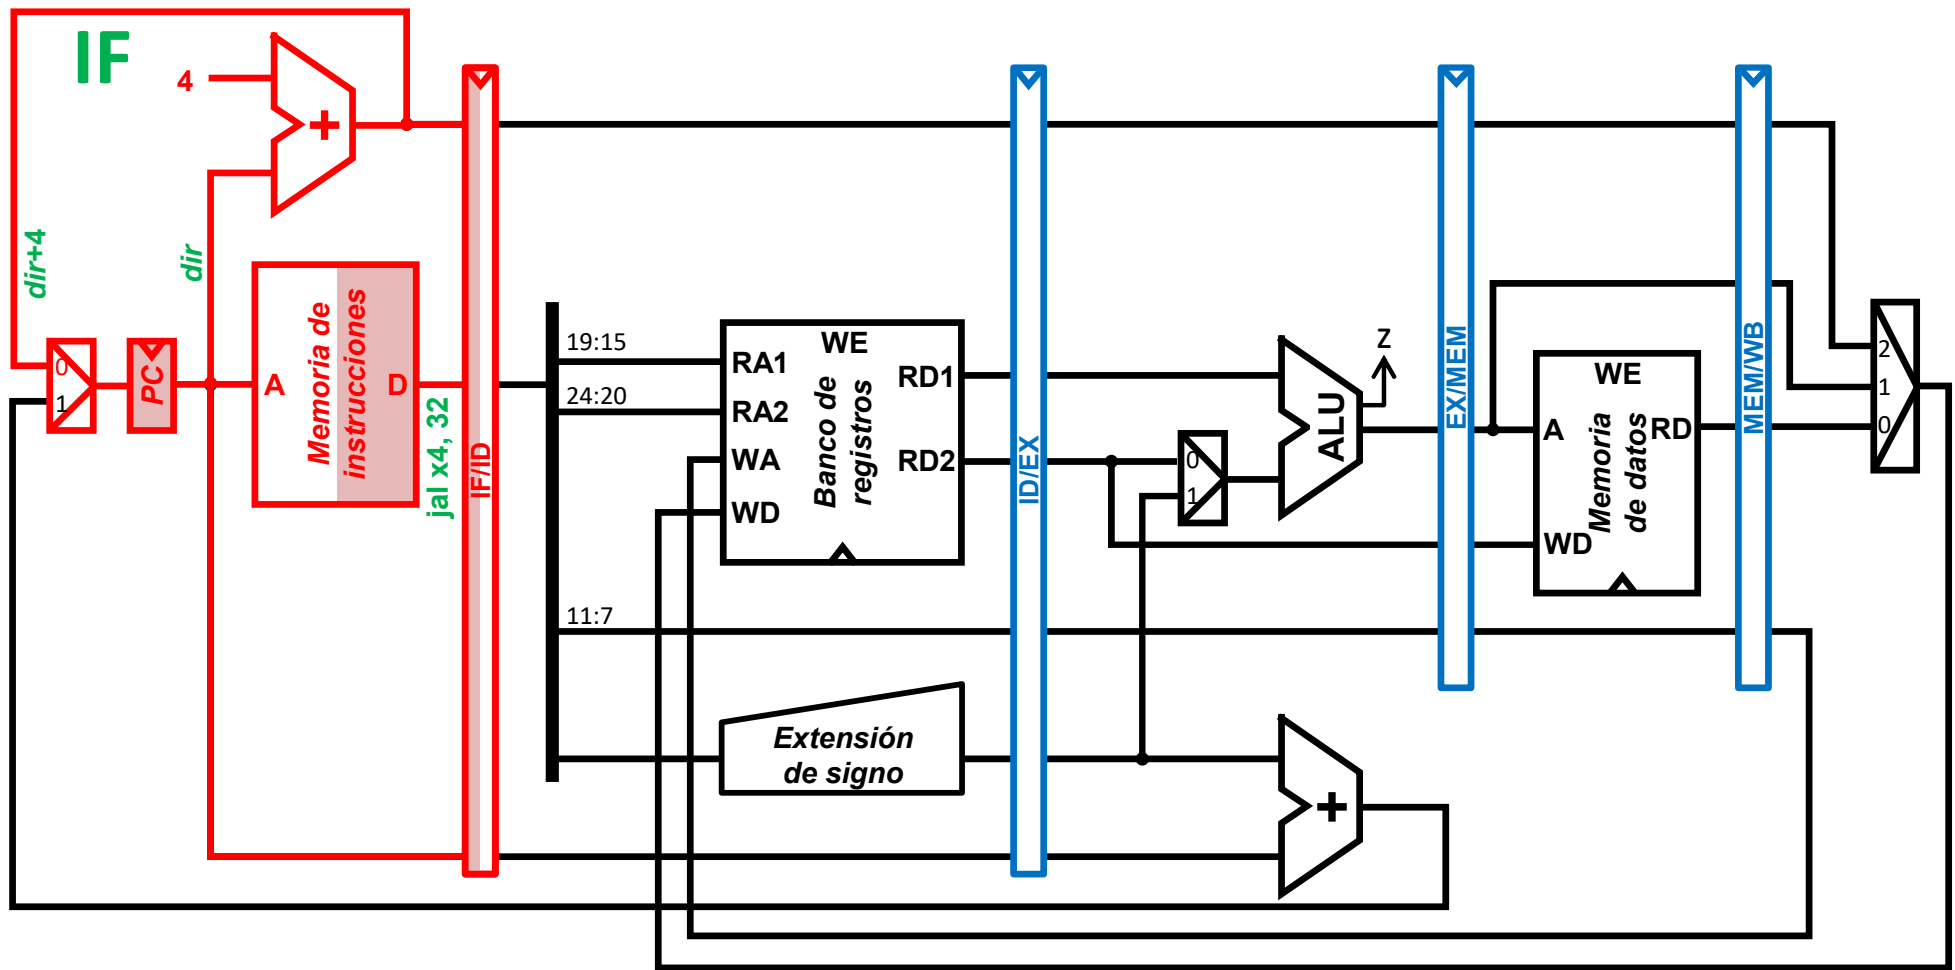 IF
4
+
dir+4
dir
0
1
PC
A
Memoria de
instrucciones
D
jal x4, 32
IF/ID
19:15
24:20
11:7
WE
RA1
RA2
WA
WD
Banco de
registros
RD1
RD2
Extensión
de signo
ID/EX
0
1
ALU
Z
+
EX/MEM
WE
A
RD
WD
Memoria
de datos
MEM/WB
2
1
0